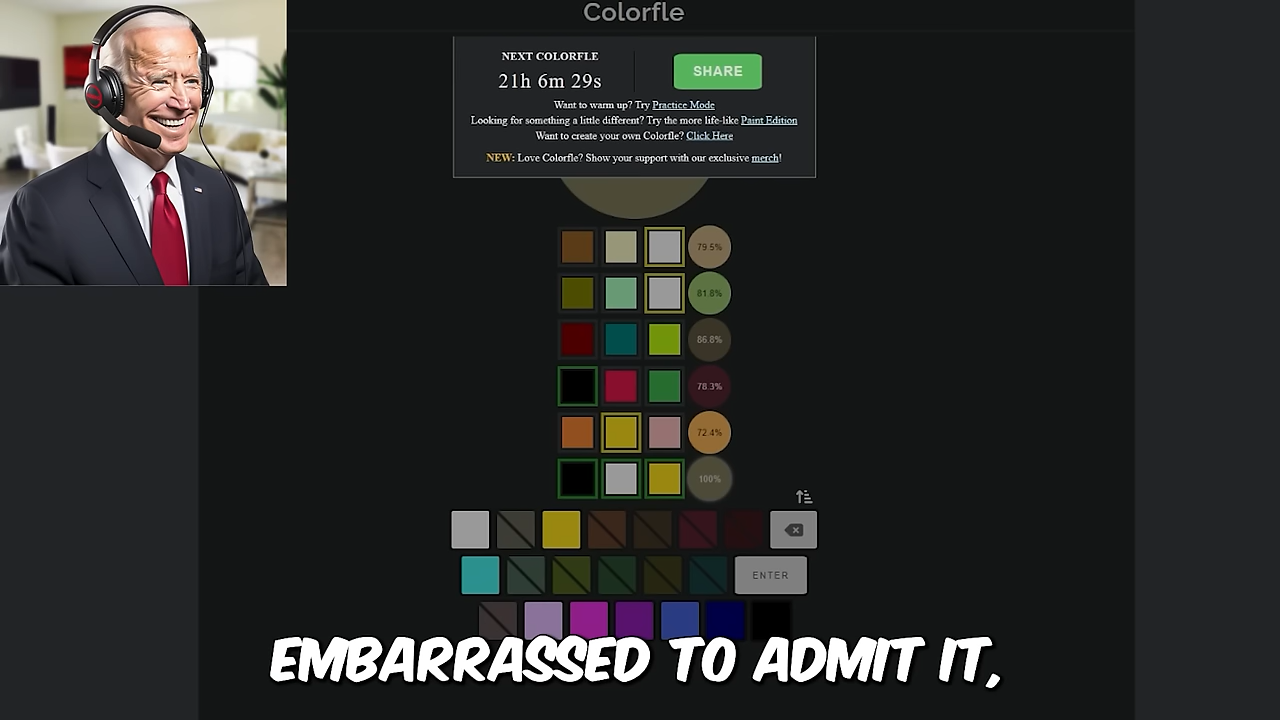 Colorfle
NEXT COLORFLE
21h 6m 29s
SHARE
Want to warm up? Try Practice Mode
Looking for something a little different? Try the more life-like Paint Edition
Want to create your own Colorfle? Click Here
NEW: Love Colorfle? Show your support with our exclusive merch!
79.5%
81.8%
86.8%
78.3%
72.4%
100%
ENTER
EMBARRASSED TO ADMIT IT,